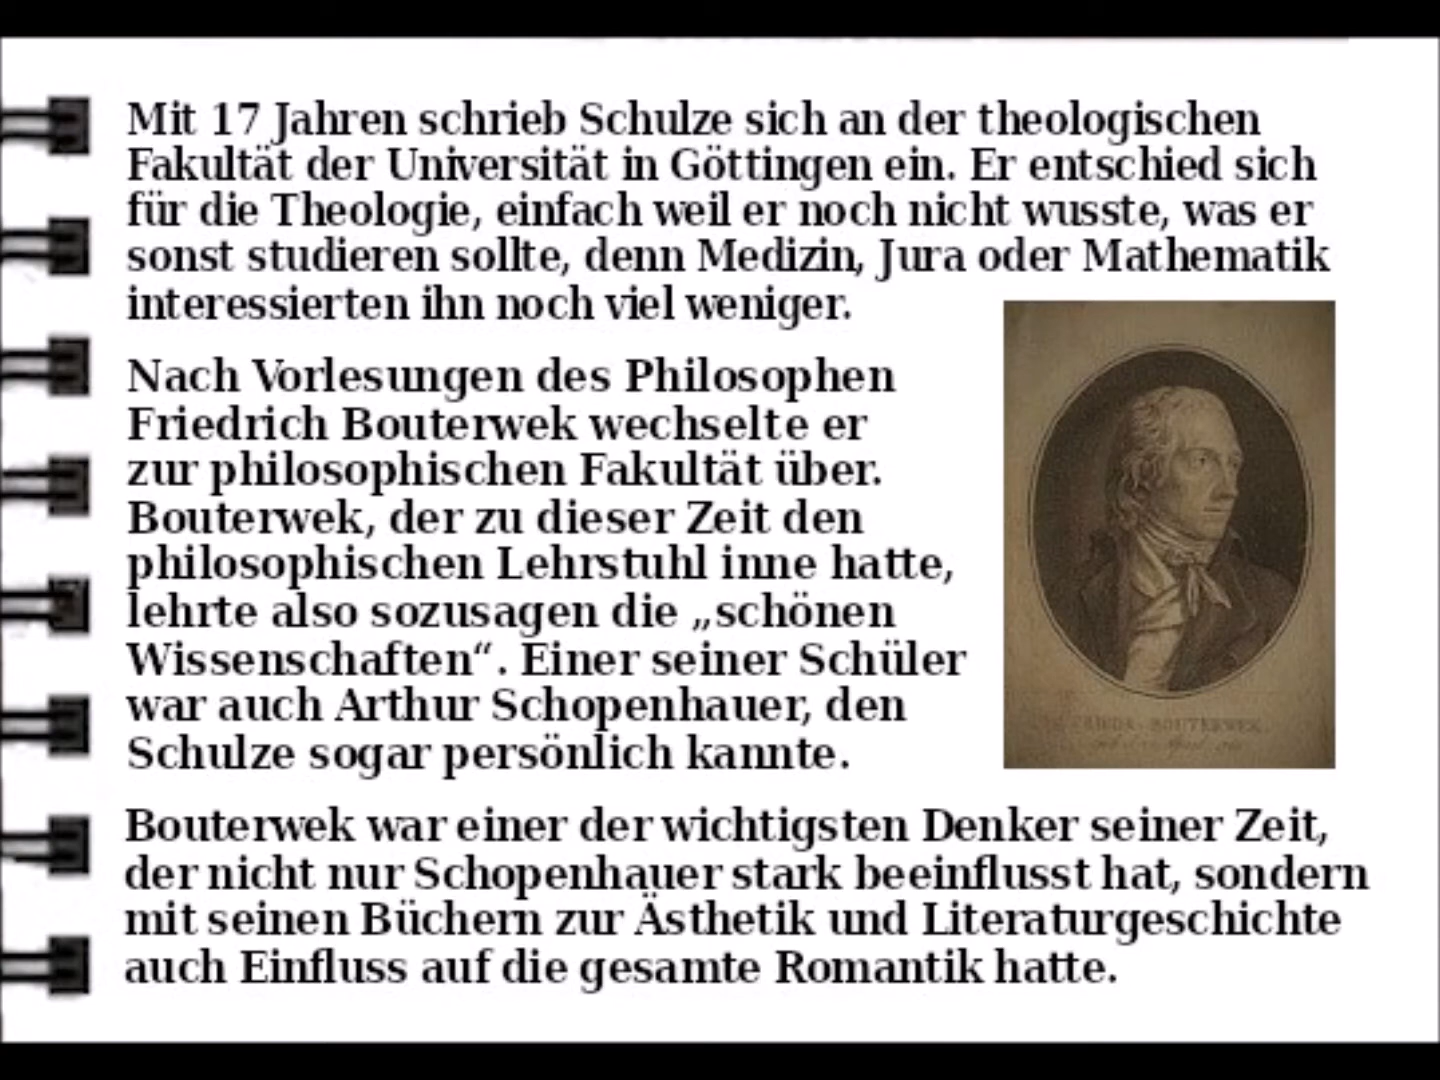 Mit 17 Jahren schrieb Schulze sich an der theologischen
Fakultät der Universität in Göttingen ein. Er entschied sich
für die Theologie, einfach weil er noch nicht wusste, was er
sonst studieren sollte, denn Medizin, Jura oder Mathematik
interessierten ihn noch viel weniger.
Nach Vorlesungen des Philosophen
Friedrich Bouterwek wechselte er
zur philosophischen Fakultät über.
Bouterwek, der zu dieser Zeit den
philosophischen Lehrstuhl inne hatte,
lehrte also sozusagen die „schönen
Wissenschaften“. Einer seiner Schüler
war auch Arthur Schopenhauer, den
Schulze sogar persönlich kannte.
BOUTERWEK
Bouterwek war einer der wichtigsten Denker seiner Zeit,
der nicht nur Schopenhauer stark beeinflusst hat, sondern
mit seinen Büchern zur Ästhetik und Literaturgeschichte
auch Einfluss auf die gesamte Romantik hatte.